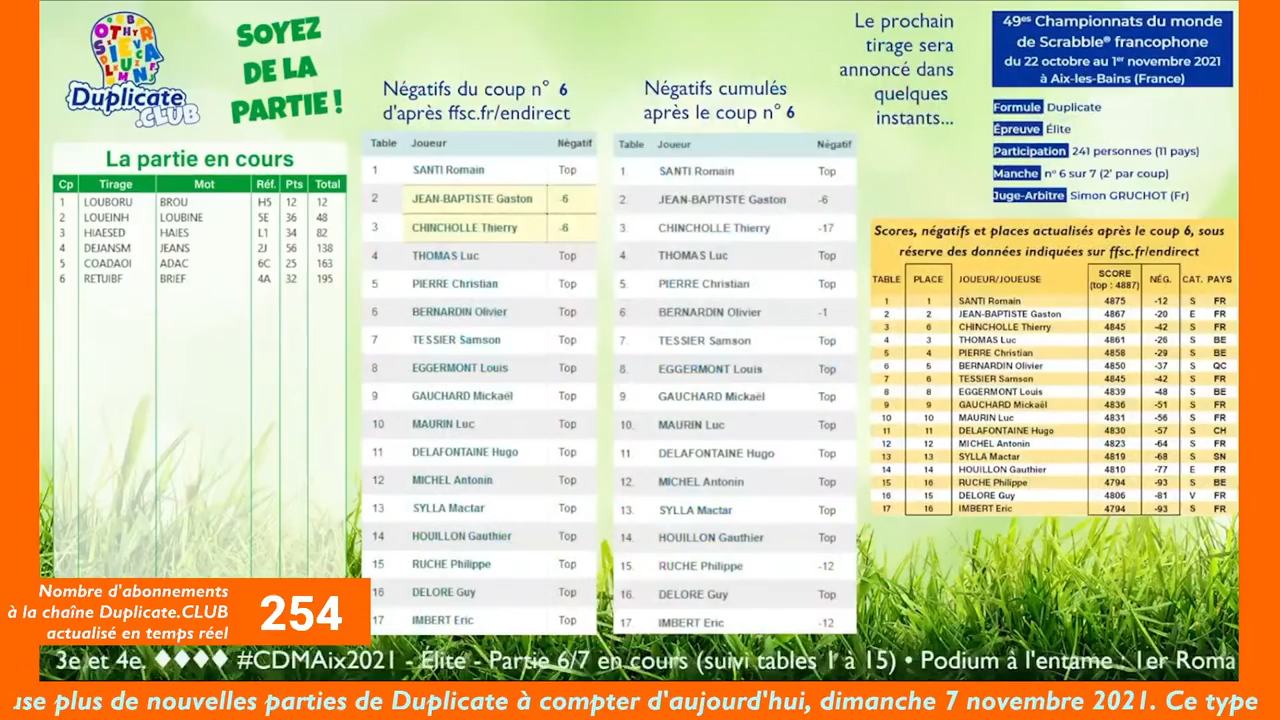 OTHYR
SIEVCA
Duplicate
.CLUB
SOYEZ
DE LA
PARTIE !
La partie en cours
Cp Tirage Mot Réf. Pts Total
1 LOUBORU BROU H5 12 12
2 LOUEINH LOUBINE 5E 36 48
3 HIAESED HAIES L1 34 82
4 DEJANSM JEANS 2J 56 138
5 COADAOI ADAC 6C 25 163
6 RETUIBF BRIEF 4A 32 195
Négatifs du coup n° 6
d'après ffsc.fr/endirect
Table Joueur Négatif
1 SANTI Romain Top
2 JEAN-BAPTISTE Gaston -6
3 CHINCHOLLE Thierry -6
4 THOMAS Luc Top
5 PIERRE Christian Top
6 BERNARDIN Olivier Top
7 TESSIER Samson Top
8 EGGERMONT Louis Top
9 GAUCHARD Mickaël Top
10 MAURIN Luc Top
11 DELAFONTAINE Hugo Top
12 MICHEL Antonin Top
13 SYLLA Mactar Top
14 HOUILLON Gauthier Top
15 RUCHE Philippe Top
16 DELORE Guy Top
17 IMBERT Eric Top
Négatifs cumulés
après le coup n° 6
Table Joueur Négatif
1. SANTI Romain Top
2. JEAN-BAPTISTE Gaston -6
3. CHINCHOLLE Thierry -17
4. THOMAS Luc Top
5. PIERRE Christian Top
6. BERNARDIN Olivier -1
7. TESSIER Samson Top
8. EGGERMONT Louis Top
9. GAUCHARD Mickaël Top
10. MAURIN Luc Top
11. DELAFONTAINE Hugo Top
12. MICHEL Antonin Top
13. SYLLA Mactar Top
14. HOUILLON Gauthier Top
15. RUCHE Philippe -12
16. DELORE Guy Top
17. IMBERT Eric -12
Le prochain
tirage sera
annoncé dans
quelques
instants...
49es Championnats du monde
de Scrabble® francophone
du 22 octobre au 1er novembre 2021
à Aix-les-Bains (France)
Formule Duplicate
Épreuve Élite
Participation 241 personnes (11 pays)
Manche n° 6 sur 7 (2' par coup)
Juge-Arbitre Simon GRUCHOT (Fr)
Scores, négatifs et places actualisés après le coup 6, sous
réserve des données indiquées sur ffsc.fr/endirect
TABLE PLACE JOUEUR/JOUEUSE SCORE (top : 4887) NÉG. CAT. PAYS
1 1 SANTI Romain 4875 -12 S FR
2 2 JEAN-BAPTISTE Gaston 4867 -20 E FR
3 6 CHINCHOLLE Thierry 4845 -42 S FR
4 3 THOMAS Luc 4861 -26 S BE
5 4 PIERRE Christian 4858 -29 S BE
6 5 BERNARDIN Olivier 4850 -37 S QC
7 6 TESSIER Samson 4845 -42 S FR
8 8 EGGERMONT Louis 4839 -48 S BE
9 9 GAUCHARD Mickaël 4836 -51 S FR
10 10 MAURIN Luc 4831 -56 S FR
11 11 DELAFONTAINE Hugo 4830 -57 S CH
12 12 MICHEL Antonin 4823 -64 S FR
13 13 SYLLA Mactar 4819 -68 S SN
14 14 HOUILLON Gauthier 4810 -77 E FR
15 16 RUCHE Philippe 4794 -93 S BE
16 15 DELORE Guy 4806 -81 V FR
17 16 IMBERT Eric 4794 -93 S FR
Nombre d'abonnements
à la chaîne Duplicate.CLUB
actualisé en temps réel
254
3e et 4e. ♦♦♦♦ #CDMAix2021 - Élite - Partie 6/7 en cours (suivi tables 1 à 15) • Podium à l'entame : 1er Roma
use plus de nouvelles parties de Duplicate à compter d'aujourd'hui, dimanche 7 novembre 2021. Ce type